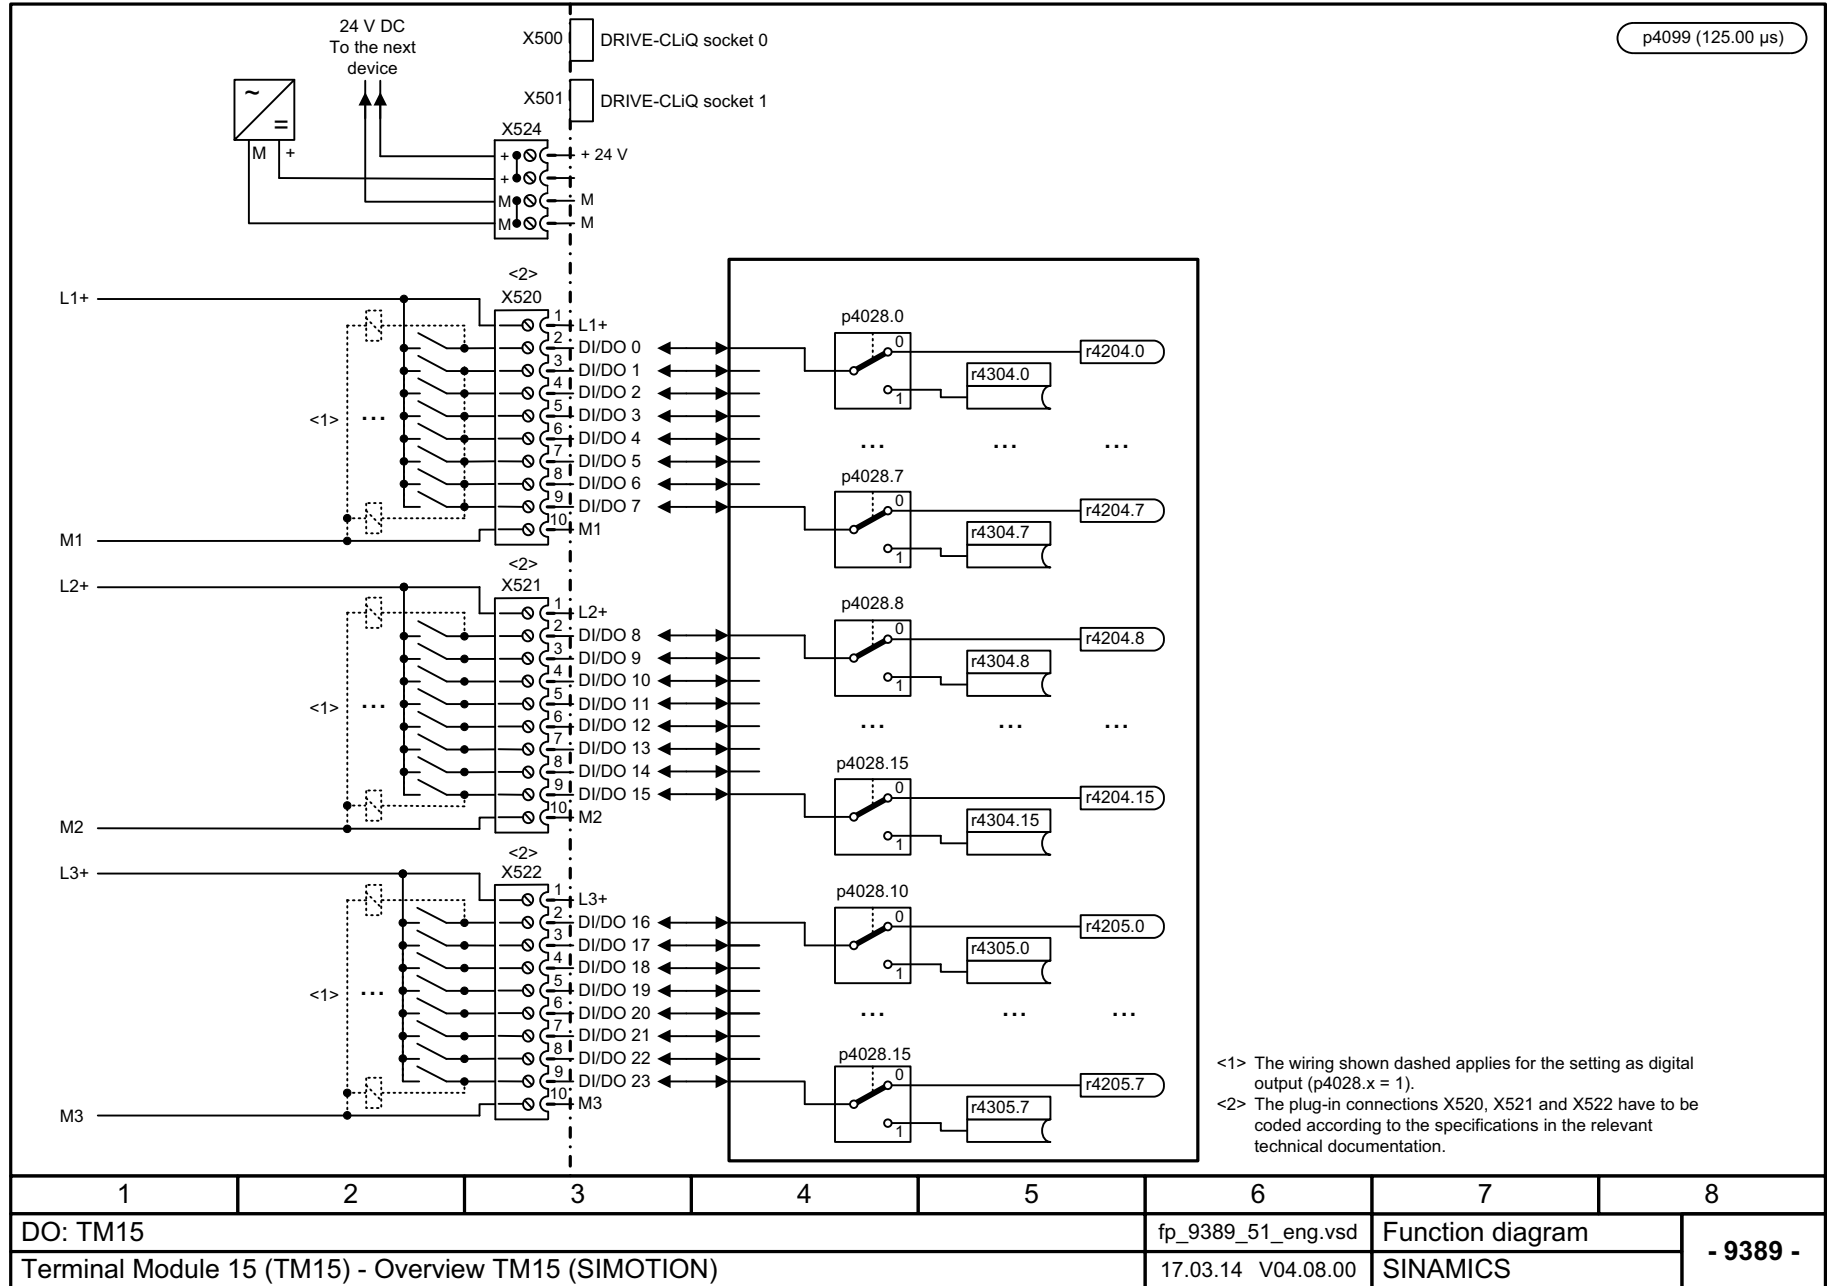 24 V DC
To the next
device
X500 DRIVE-CLiQ socket 0
p4099 (125.00 µs)
X501 DRIVE-CLiQ socket 1
~
=
M +
X524
+ + 24 V
+
M M
M M
<2>
L1+ X520
1 L1+
2 DI/DO 0
3 DI/DO 1
4 DI/DO 2
<1> ... 5 DI/DO 3
6 DI/DO 4
7 DI/DO 5
8 DI/DO 6
9 DI/DO 7
M1 10 M1
p4028.0
0 r4204.0
r4304.0
1
... ... ...
p4028.7
0 r4204.7
r4304.7
1
<2>
L2+ X521
1 L2+
2 DI/DO 8
3 DI/DO 9
4 DI/DO 10
<1> ... 5 DI/DO 11
6 DI/DO 12
7 DI/DO 13
8 DI/DO 14
9 DI/DO 15
M2 10 M2
p4028.8
0 r4204.8
r4304.8
1
... ... ...
p4028.15
0 r4204.15
r4304.15
1
<2>
L3+ X522
1 L3+
2 DI/DO 16
3 DI/DO 17
4 DI/DO 18
<1> ... 5 DI/DO 19
6 DI/DO 20
7 DI/DO 21
8 DI/DO 22
9 DI/DO 23
M3 10 M3
p4028.10
0 r4205.0
r4305.0
1
... ... ...
p4028.15
0 r4205.7
r4305.7
1
<1> The wiring shown dashed applies for the setting as digital
output (p4028.x = 1).
<2> The plug-in connections X520, X521 and X522 have to be
coded according to the specifications in the relevant
technical documentation.
1 2 3 4 5 6 7 8
DO: TM15 fp_9389_51_eng.vsd Function diagram
- 9389 -
Terminal Module 15 (TM15) - Overview TM15 (SIMOTION) 17.03.14 V04.08.00 SINAMICS